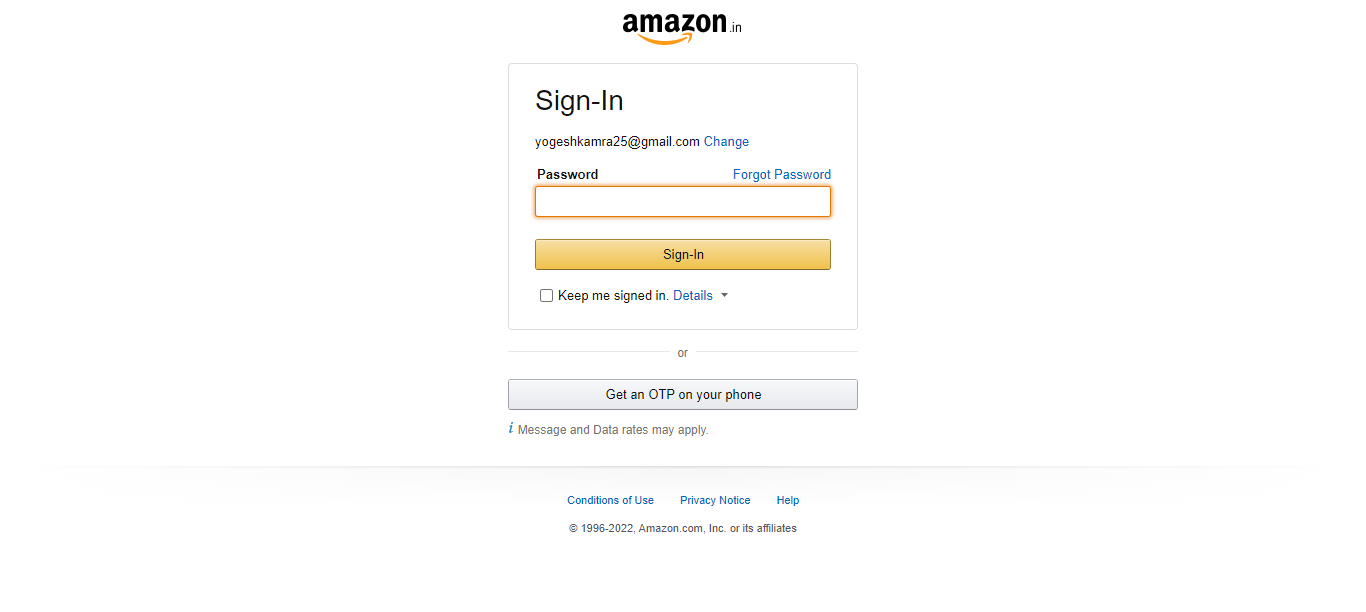 amazon.in
Sign-In
yogeshkamra25@gmail.com Change
Password Forgot Password
Sign-In
Keep me signed in. Details
or
Get an OTP on your phone
i Message and Data rates may apply.
Conditions of Use Privacy Notice Help
© 1996-2022, Amazon.com, Inc. or its affiliates